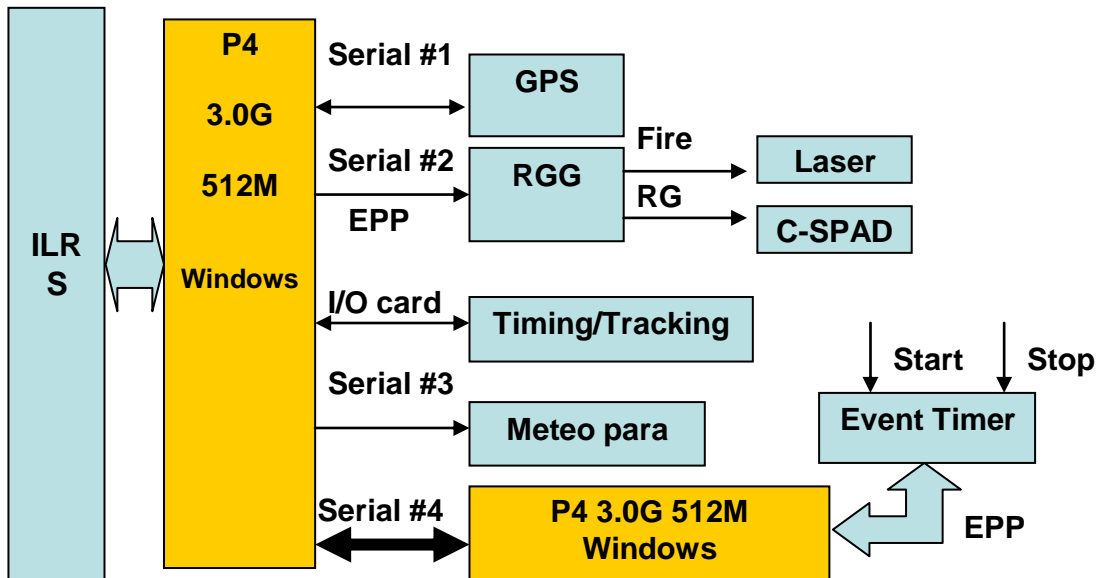 ILR
S
P4
3.0G
512M
Windows
Serial #1
GPS
Serial #2
EPP
RGG
Fire
RG
Laser
C-SPAD
I/O card
Timing/Tracking
Serial #3
Meteo para
Start
Stop
Event Timer
Serial #4
P4 3.0G 512M
Windows
EPP